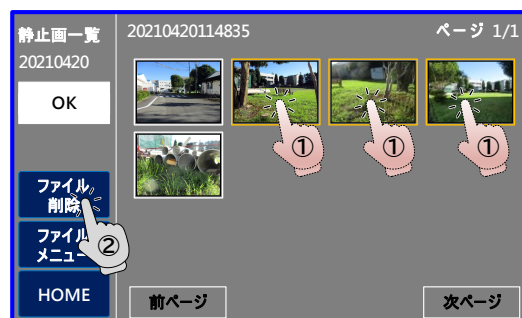 静止画一覧
20210420
OK
ファイル
削除
ファイル
メニュー
HOME
20210420114835
ページ 1/1
①
①
①
②
前ページ
次ページ